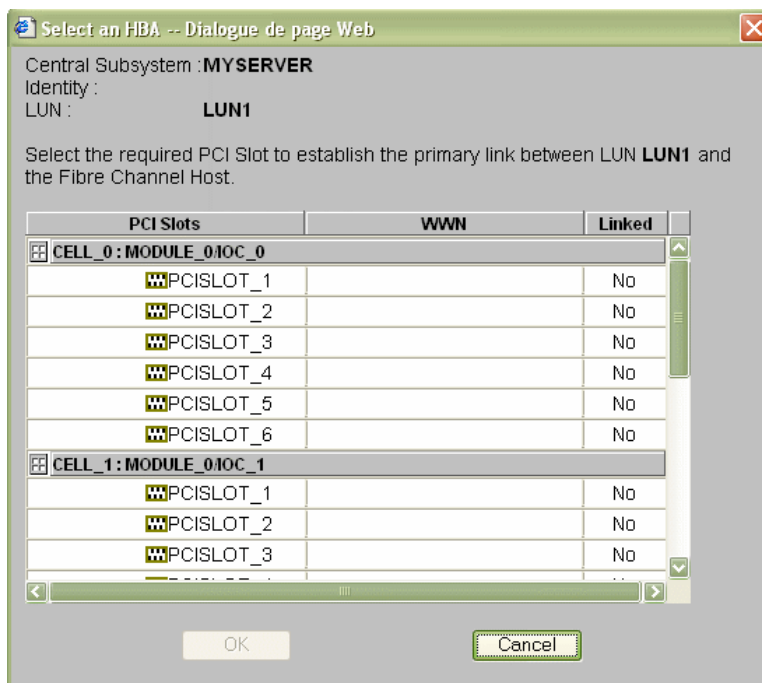 Select an HBA -- Dialogue de page Web
Central Subsystem : MYSERVER
Identity :
LUN : LUN1
Select the required PCI Slot to establish the primary link between LUN LUN1 and
the Fibre Channel Host.
PCI Slots WWN Linked
CELL_0 : MODULE_0/IOC_0
PCISLOT_1 No
PCISLOT_2 No
PCISLOT_3 No
PCISLOT_4 No
PCISLOT_5 No
PCISLOT_6 No
CELL_1 : MODULE_0/IOC_1
PCISLOT_1 No
PCISLOT_2 No
PCISLOT_3 No
OK Cancel